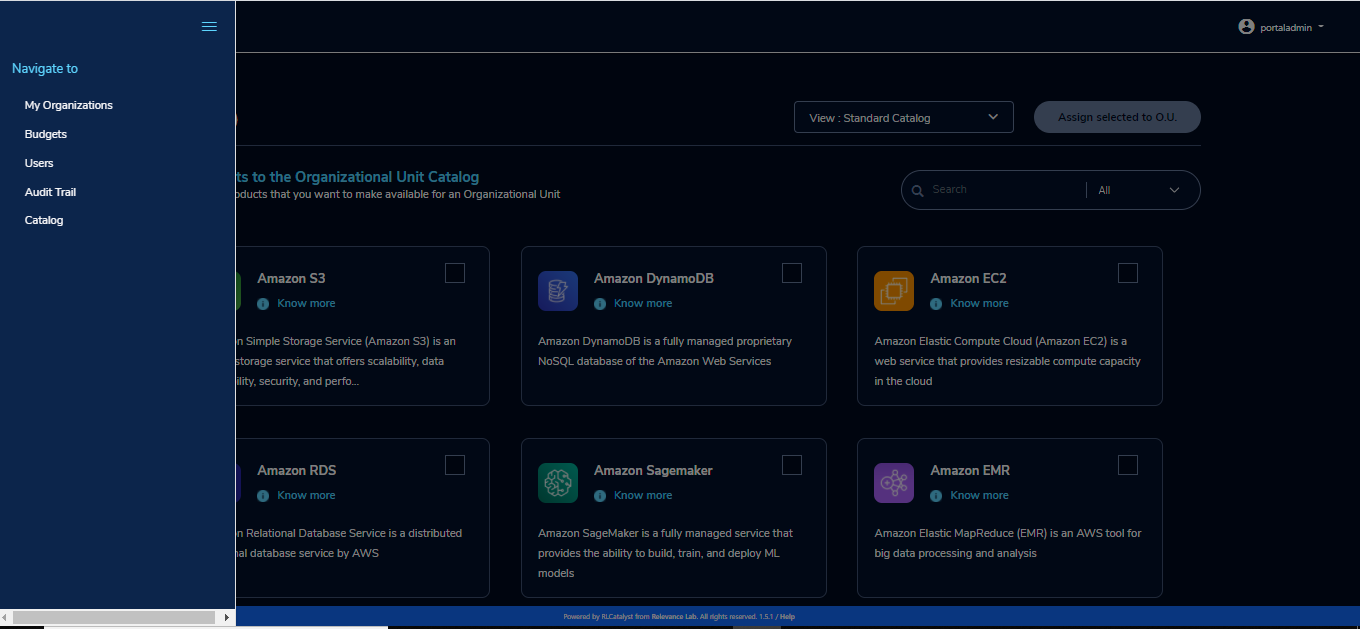 portaladmin
Navigate to
My Organizations
Budgets
Users
Audit Trail
Catalog
View : Standard Catalog
Assign selected to O.U.
to the Organizational Unit Catalog
that you want to make available for an Organizational Unit
Search
All
Amazon S3
Know more
Simple Storage Service (Amazon S3) is an
storage service that offers scalability, data
security, and perfo...
Amazon DynamoDB
Know more
Amazon DynamoDB is a fully managed proprietary
NoSQL database of the Amazon Web Services
Amazon EC2
Know more
Amazon Elastic Compute Cloud (Amazon EC2) is a
web service that provides resizable compute capacity
in the cloud
Amazon RDS
Know more
Relational Database Service is a distributed
database service by AWS
Amazon Sagemaker
Know more
Amazon SageMaker is a fully managed service that
provides the ability to build, train, and deploy ML
models
Amazon EMR
Know more
Amazon Elastic MapReduce (EMR) is an AWS tool for
big data processing and analysis
Powered by RLCatalyst from Relevance Lab. All rights reserved. 1.5.1 / Help